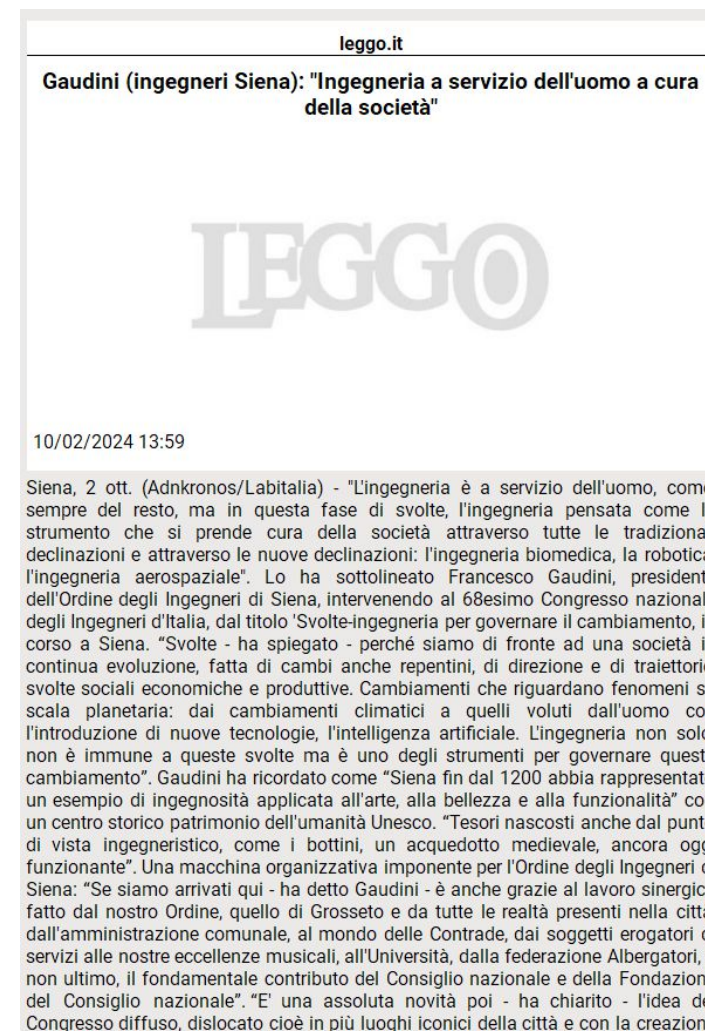 leggo.it
Gaudini (ingegneri Siena): "Ingegneria a servizio dell'uomo a cura
della società"
LEGGO
10/02/2024 13:59
Siena, 2 ott. (Adnkronos/Labitalia) - "L'ingegneria è a servizio dell'uomo, come
sempre del resto, ma in questa fase di svolte, l'ingegneria pensata come l
strumento che si prende cura della società attraverso tutte le tradiziona
declinazioni e attraverso le nuove declinazioni: l'ingegneria biomedica, la robotica
l'ingegneria aerospaziale". Lo ha sottolineato Francesco Gaudini, president
dell'Ordine degli Ingegneri di Siena, intervenendo al 68esimo Congresso nazional
degli Ingegneri d'Italia, dal titolo 'Svolte-ingegneria per governare il cambiamento, i
corso a Siena. “Svolte - ha spiegato - perché siamo di fronte ad una società i
continua evoluzione, fatta di cambi anche repentini, di direzione e di traiettorie
svolte sociali economiche e produttive. Cambiamenti che riguardano fenomeni s
scala planetaria: dai cambiamenti climatici a quelli voluti dall'uomo co
l'introduzione di nuove tecnologie, l'intelligenza artificiale. L'ingegneria non solo
non è immune a queste svolte ma è uno degli strumenti per governare quest
cambiamento”. Gaudini ha ricordato come “Siena fin dal 1200 abbia rappresentat
un esempio di ingegnosità applicata all'arte, alla bellezza e alla funzionalità” co
un centro storico patrimonio dell'umanità Unesco. “Tesori nascosti anche dal punt
di vista ingegneristico, come i bottini, un acquedotto medievale, ancora ogg
funzionante”. Una macchina organizzativa imponente per l'Ordine degli Ingegneri d
Siena: “Se siamo arrivati qui - ha detto Gaudini - è anche grazie al lavoro sinergic
fatto dal nostro Ordine, quello di Grosseto e da tutte le realtà presenti nella città
dall'amministrazione comunale, al mondo delle Contrade, dai soggetti erogatori d
servizi alle nostre eccellenze musicali, all'Università, dalla federazione Albergatori,
non ultimo, il fondamentale contributo del Consiglio nazionale e della Fondazion
del Consiglio nazionale”. “E' una assoluta novità poi - ha chiarito - l'idea de
Congresso diffuso, dislocato cioè in più luoghi iconici della città e con la creazion